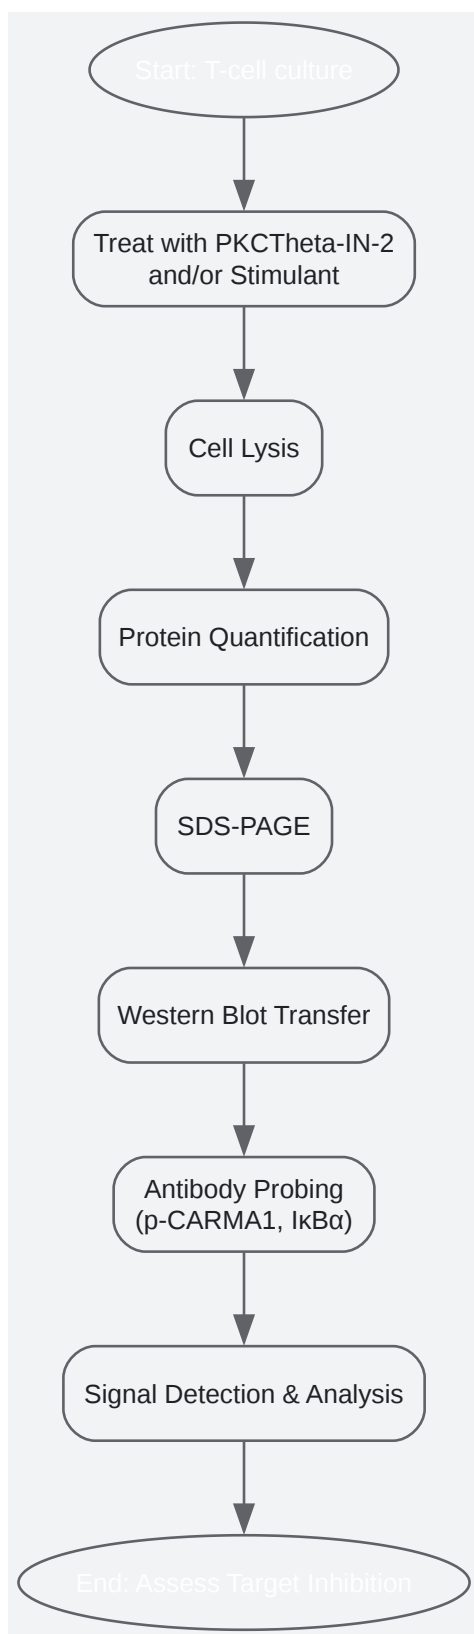 Start: T-cell culture
Treat with PKCTheta-IN-2
and/or Stimulant
Cell Lysis
Protein Quantification
SDS-PAGE
Western Blot Transfer
Antibody Probing
(p-CARMA1, IκBα)
Signal Detection & Analysis
End: Assess Target Inhibition